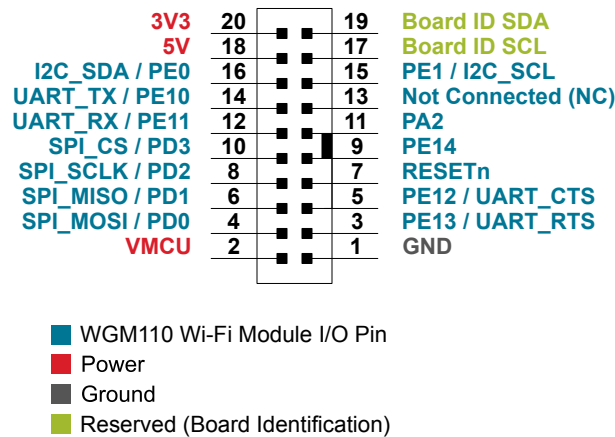 3V3 20 19 Board ID SDA
5V 18 17 Board ID SCL
I2C_SDA / PE0 16 15 PE1 / I2C_SCL
UART_TX / PE10 14 13 Not Connected (NC)
UART_RX / PE11 12 11 PA2
SPI_CS / PD3 10 9 PE14
SPI_SCLK / PD2 8 7 RESETn
SPI_MISO / PD1 6 5 PE12 / UART_CTS
SPI_MOSI / PD0 4 3 PE13 / UART_RTS
VMCU 2 1 GND
WGM110 Wi-Fi Module I/O Pin
Power
Ground
Reserved (Board Identification)